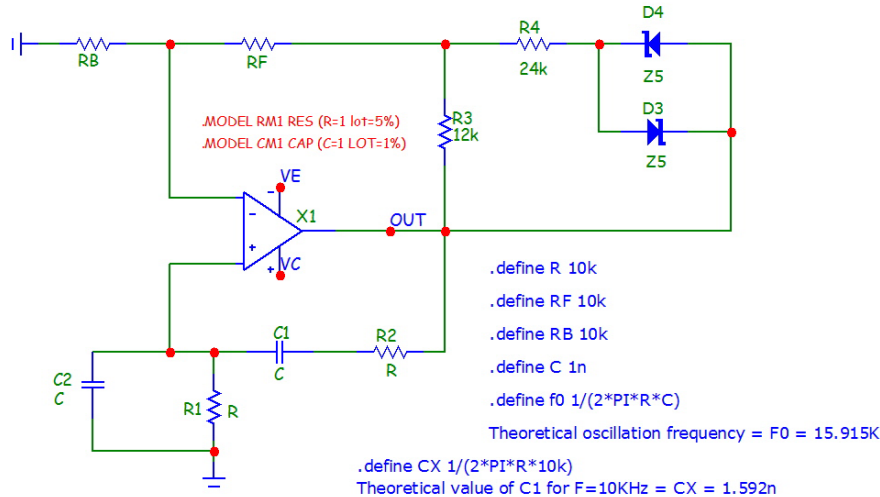 D4
R4
RB
RF
24k
Z5
.MODEL RM1 RES (R=1 lot=5%)
R3
D3
.MODEL CM1 CAP (C=1 LOT=1%)
12k
Z5
VE
-
X1
-
OUT
+
VC
+
.define R 10k
.define RF 10k
C1
R2
.define RB 10k
C2
C
R
.define C 1n
C
R1
R
.define f0 1/(2*PI*R*C)
Theoretical oscillation frequency = F0 = 15.915K
.define CX 1/(2*PI*R*10k)
Theoretical value of C1 for F=10KHz = CX = 1.592n